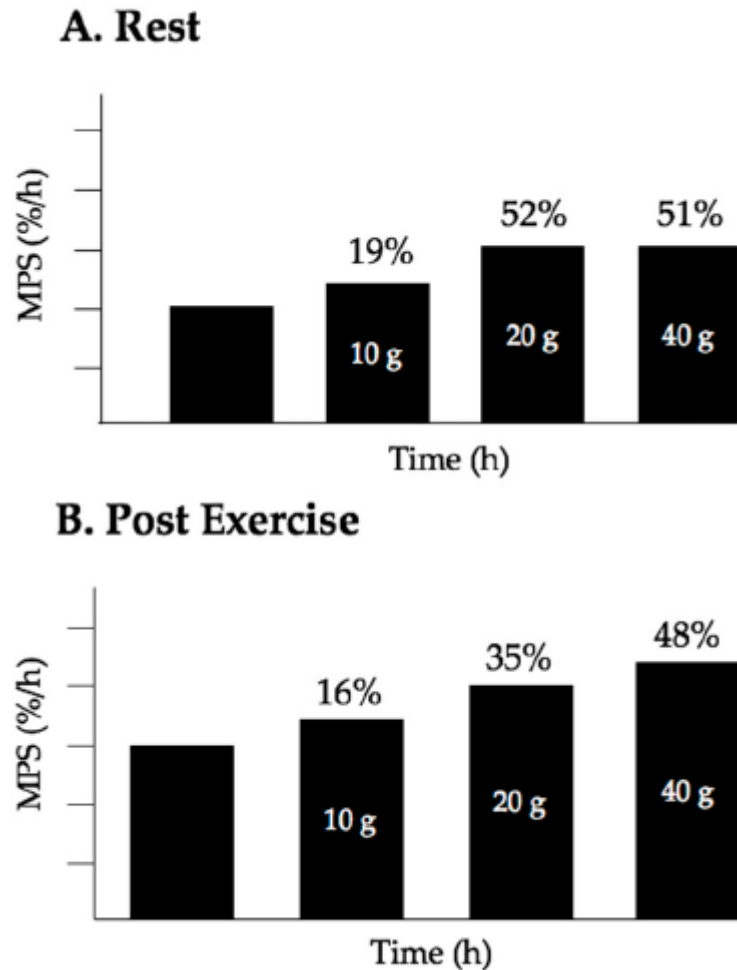 A. Rest
MPS (%/h)
19%
52%
51%
10 g
20 g
40 g
Time (h)
B. Post Exercise
MPS (%/h)
16%
35%
48%
10 g
20 g
40 g
Time (h)